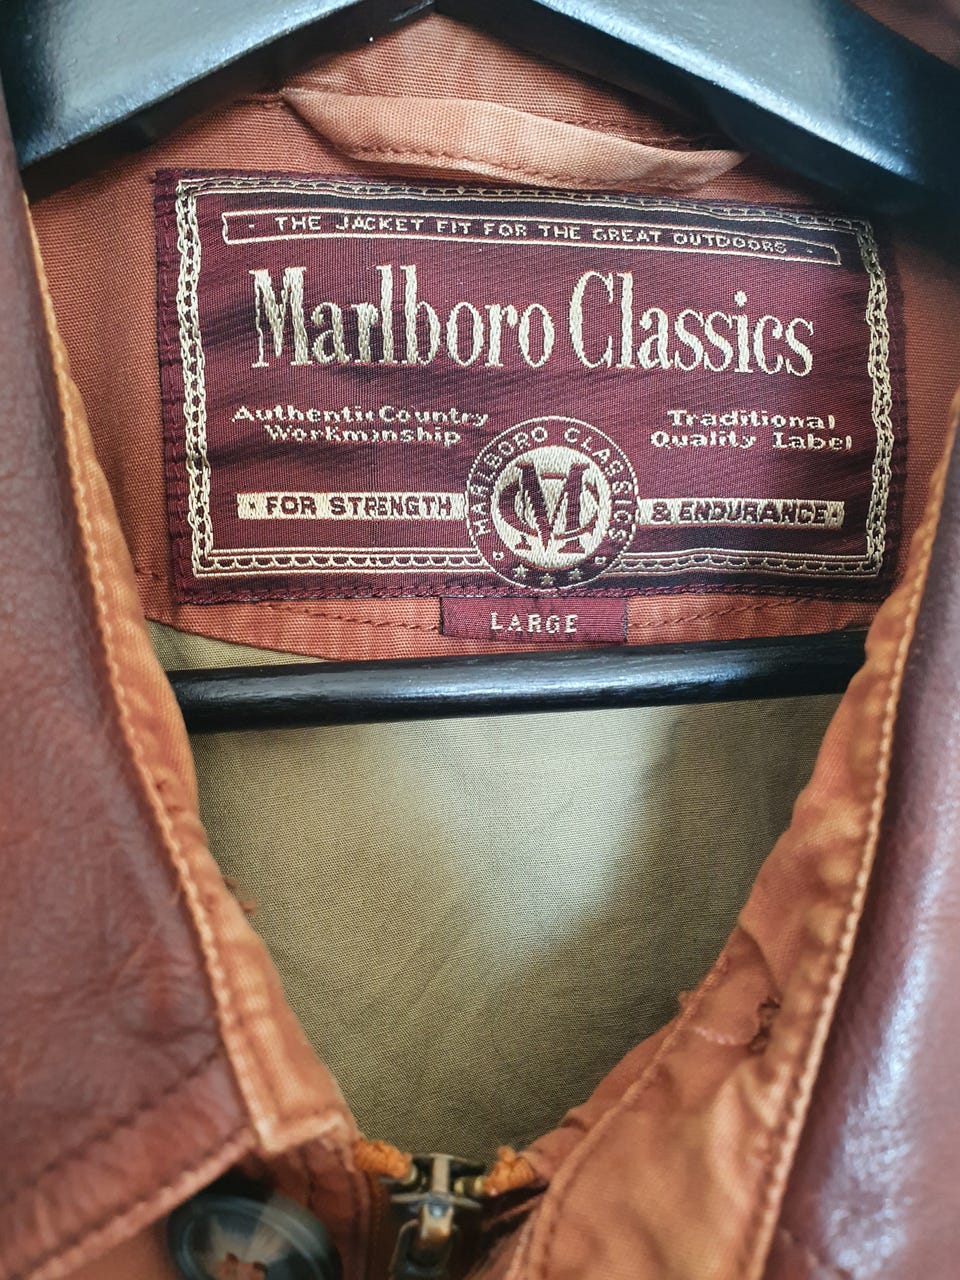 · THE JACKET FIT FOR THE GREAT OUTDOORS ·
Marlboro Classics
Authentic Country
Workmanship
Traditional
Quality Label
MARLBORO CLASSICS
MC
· FOR STRENGTH
& ENDURANCE ·
LARGE